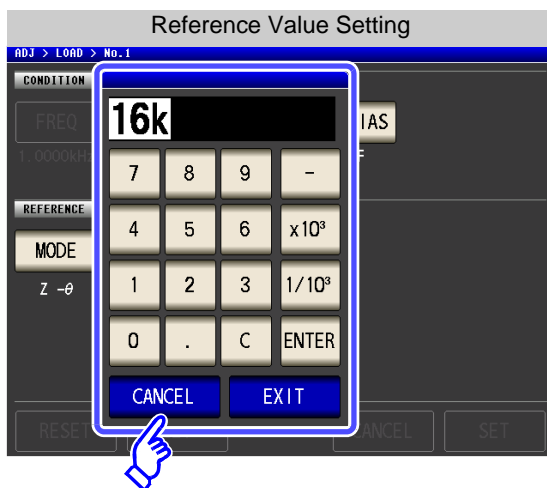 Reference Value Setting
ADJ > LOAD > No.1
CONDITION
FREQ
IAS
1.0000kHz
F
REFERENCE
MODE
Z -θ
16k
7 8 9 -
4 5 6 x10³
1 2 3 1/10³
0 . C ENTER
CANCEL EXIT
RESET ANCEL SET